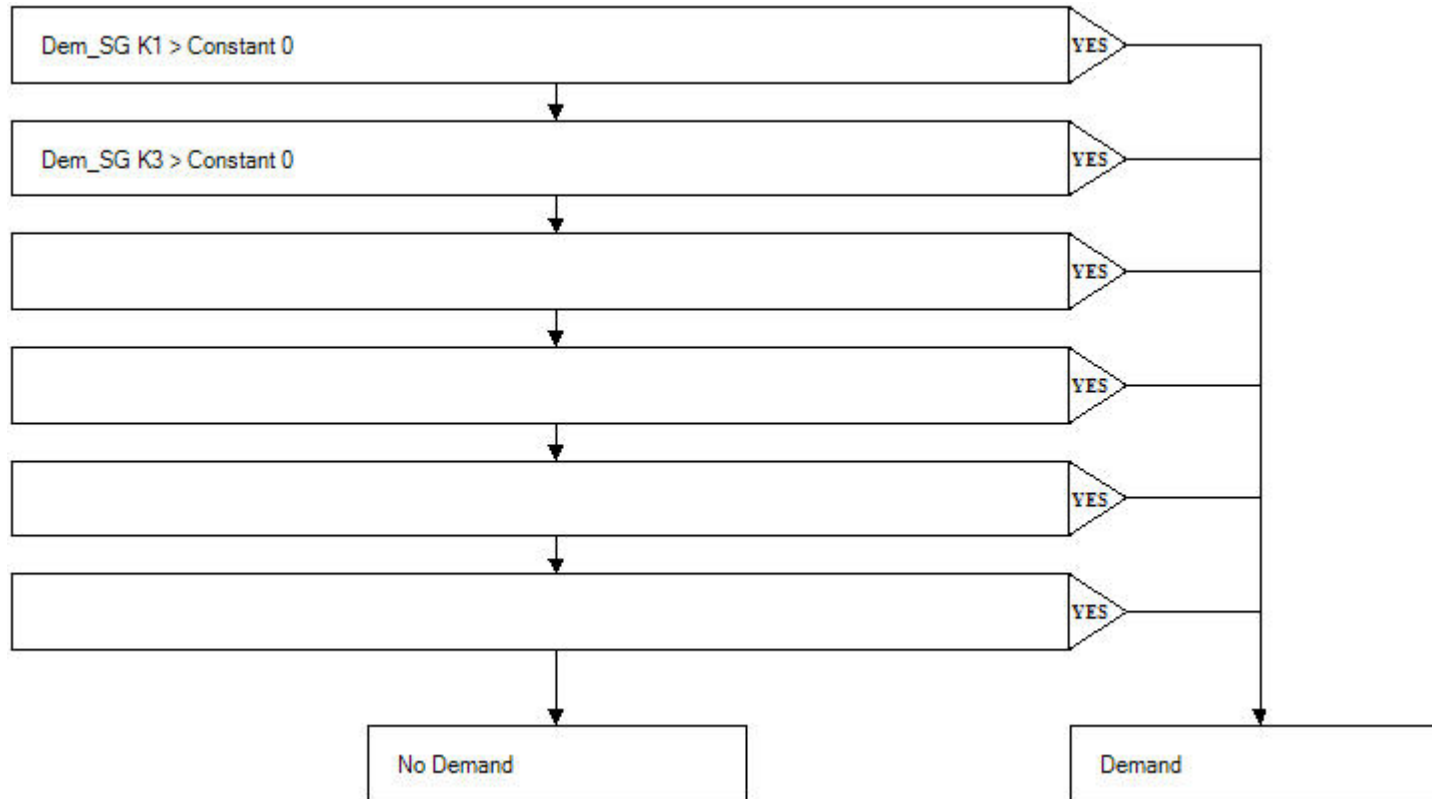 Dem_SG K1 > Constant 0
YES
Dem_SG K3 > Constant 0
YES
YES
YES
YES
YES
No Demand
Demand